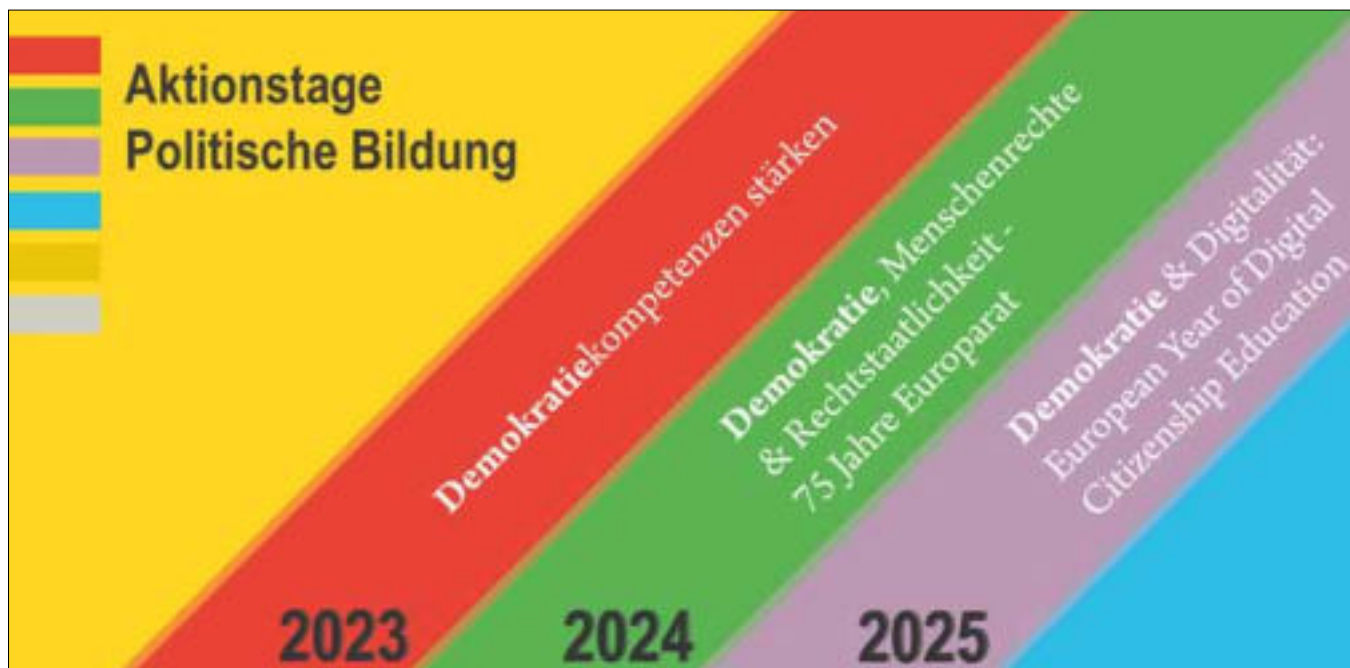 Aktionstage
Politische Bildung
Demokratiekompetenzen stärken
Demokratie, Menschenrechte
& Rechtstaatlichkeit -
75 Jahre Europarat
Demokratie & Digitalität:
European Year of Digital
Citizenship Education
2023
2024
2025